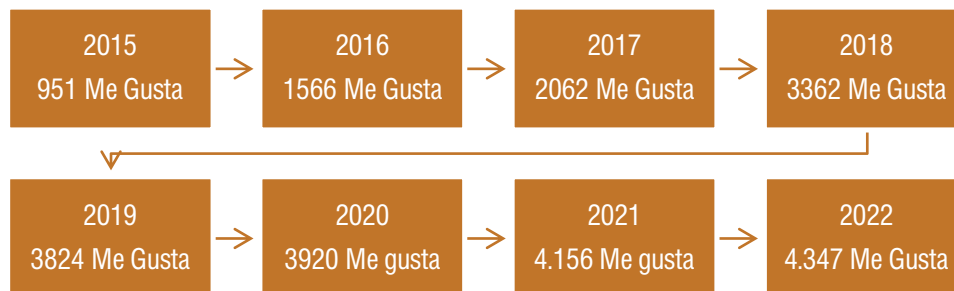 2015
951 Me Gusta
2016
1566 Me Gusta
2017
2062 Me Gusta
2018
3362 Me Gusta
2019
3824 Me Gusta
2020
3920 Me gusta
2021
4.156 Me gusta
2022
4.347 Me Gusta